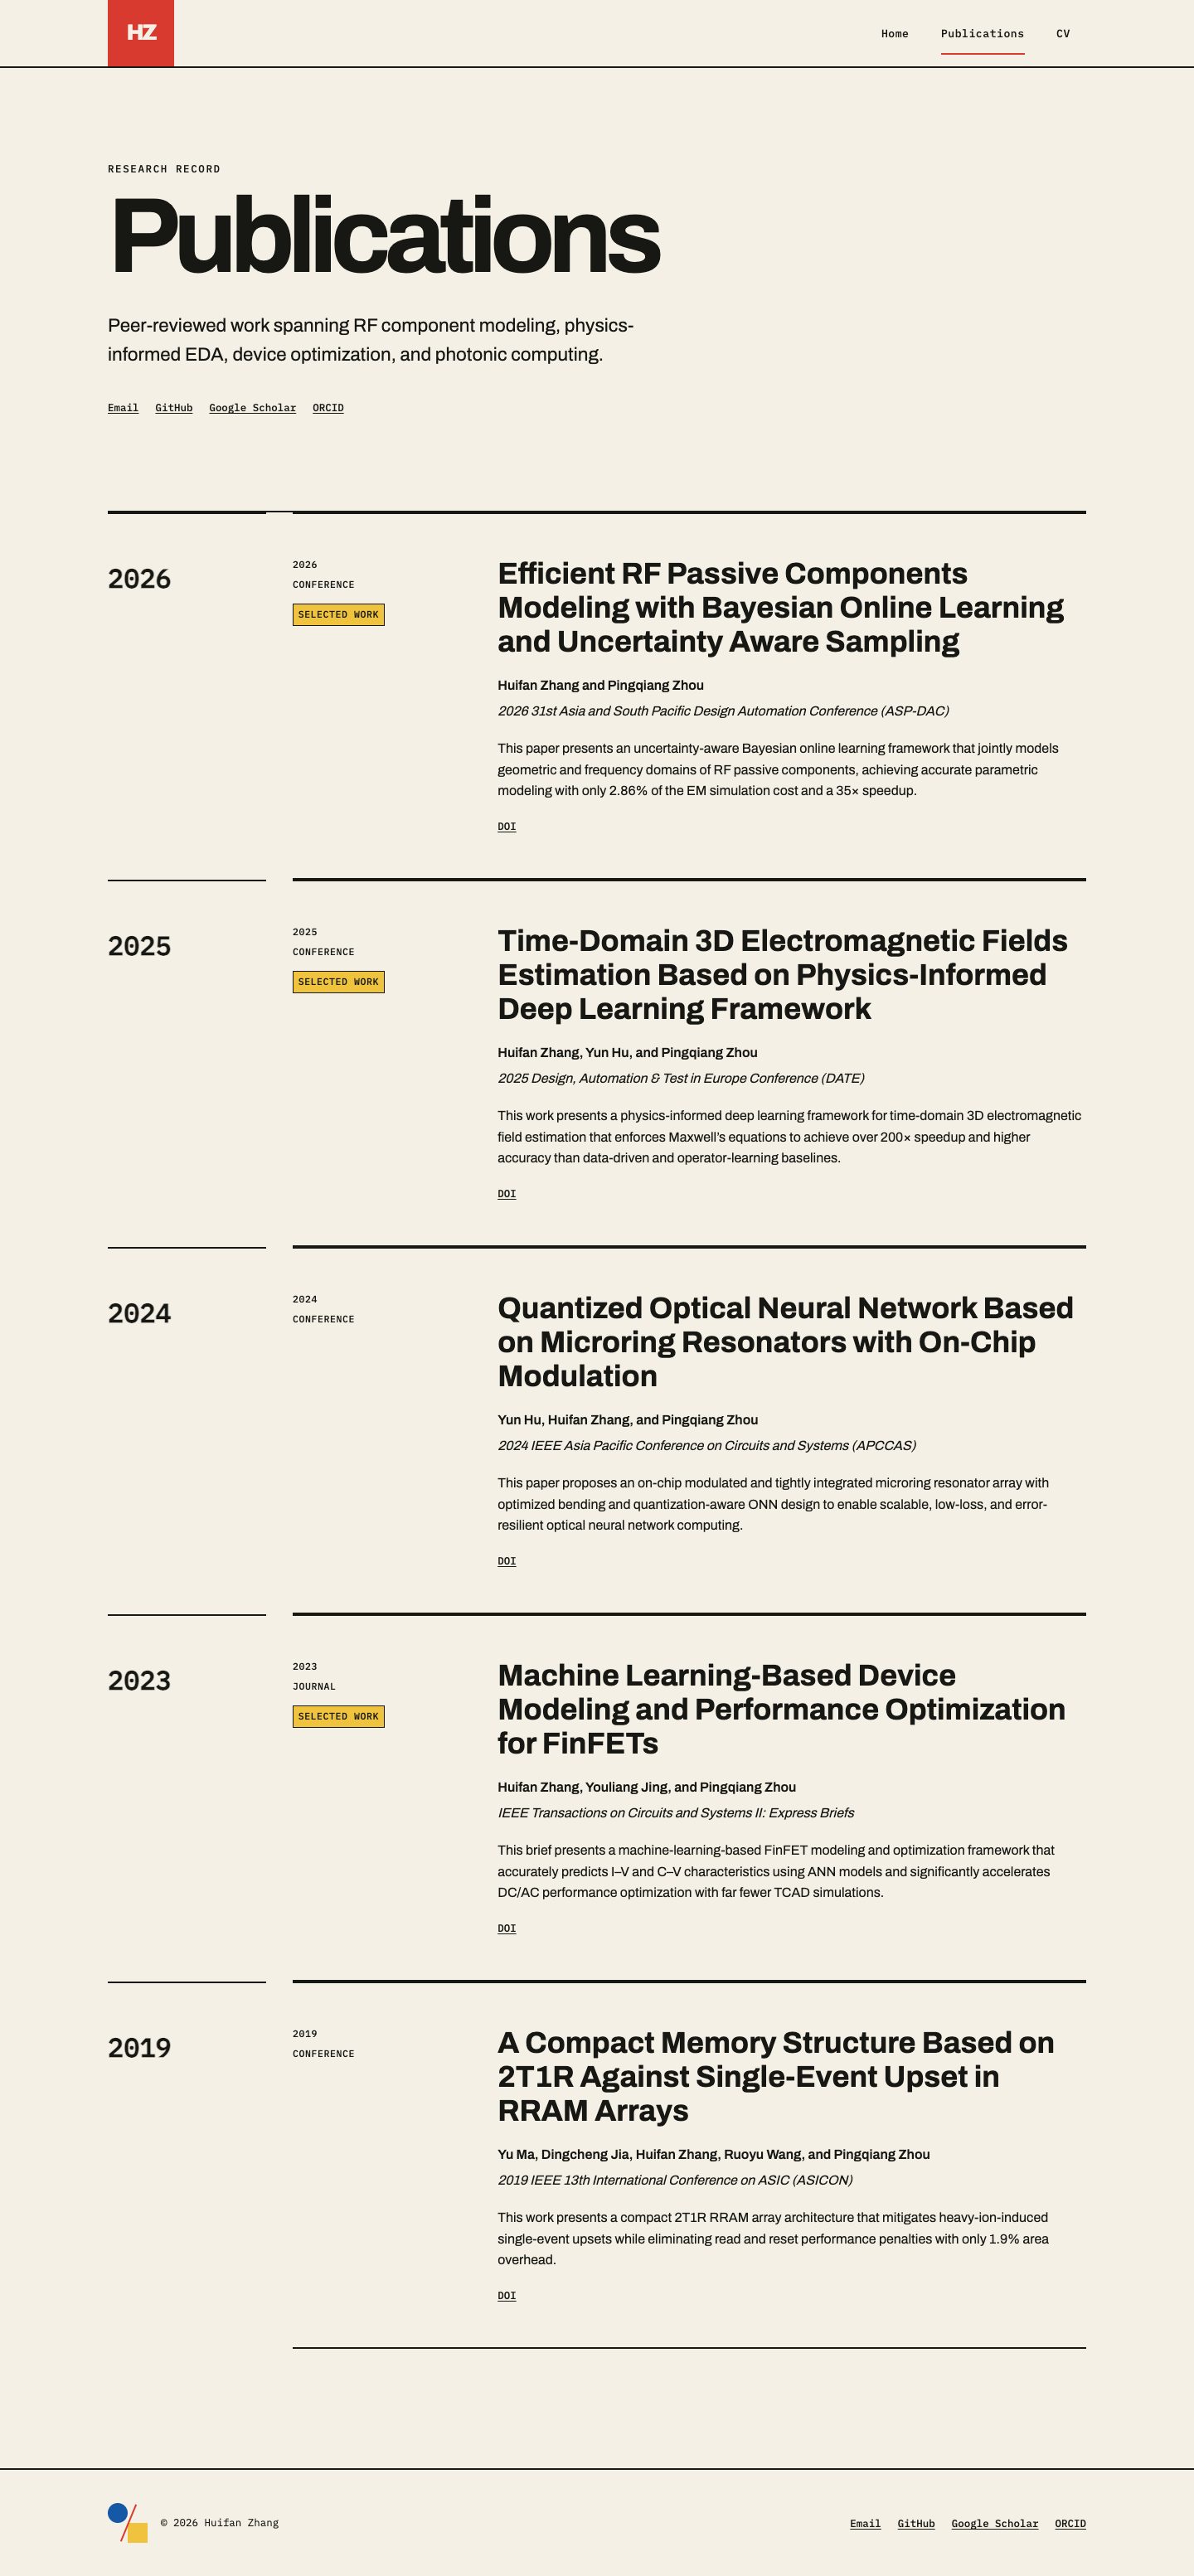 HZ
Home
Publications
CV
RESEARCH RECORD
Publications
Peer-reviewed work spanning RF component modeling, physics-
informed EDA, device optimization, and photonic computing.
Email GitHub Google Scholar ORCID
2026
2026
CONFERENCE
SELECTED WORK
Efficient RF Passive Components
Modeling with Bayesian Online Learning
and Uncertainty Aware Sampling
Huifan Zhang and Pingqiang Zhou
2026 31st Asia and South Pacific Design Automation Conference (ASP-DAC)
This paper presents an uncertainty-aware Bayesian online learning framework that jointly models
geometric and frequency domains of RF passive components, achieving accurate parametric
modeling with only 2.86% of the EM simulation cost and a 35× speedup.
DOI
2025
2025
CONFERENCE
SELECTED WORK
Time-Domain 3D Electromagnetic Fields
Estimation Based on Physics-Informed
Deep Learning Framework
Huifan Zhang, Yun Hu, and Pingqiang Zhou
2025 Design, Automation & Test in Europe Conference (DATE)
This work presents a physics-informed deep learning framework for time-domain 3D electromagnetic
field estimation that enforces Maxwell’s equations to achieve over 200× speedup and higher
accuracy than data-driven and operator-learning baselines.
DOI
2024
2024
CONFERENCE
Quantized Optical Neural Network Based
on Microring Resonators with On-Chip
Modulation
Yun Hu, Huifan Zhang, and Pingqiang Zhou
2024 IEEE Asia Pacific Conference on Circuits and Systems (APCCAS)
This paper proposes an on-chip modulated and tightly integrated microring resonator array with
optimized bending and quantization-aware ONN design to enable scalable, low-loss, and error-
resilient optical neural network computing.
DOI
2023
2023
JOURNAL
SELECTED WORK
Machine Learning-Based Device
Modeling and Performance Optimization
for FinFETs
Huifan Zhang, Youliang Jing, and Pingqiang Zhou
IEEE Transactions on Circuits and Systems II: Express Briefs
This brief presents a machine-learning-based FinFET modeling and optimization framework that
accurately predicts I–V and C–V characteristics using ANN models and significantly accelerates
DC/AC performance optimization with far fewer TCAD simulations.
DOI
2019
2019
CONFERENCE
A Compact Memory Structure Based on
2T1R Against Single-Event Upset in
RRAM Arrays
Yu Ma, Dingcheng Jia, Huifan Zhang, Ruoyu Wang, and Pingqiang Zhou
2019 IEEE 13th International Conference on ASIC (ASICON)
This work presents a compact 2T1R RRAM array architecture that mitigates heavy-ion-induced
single-event upsets while eliminating read and reset performance penalties with only 1.9% area
overhead.
DOI
© 2026 Huifan Zhang
Email GitHub Google Scholar ORCID